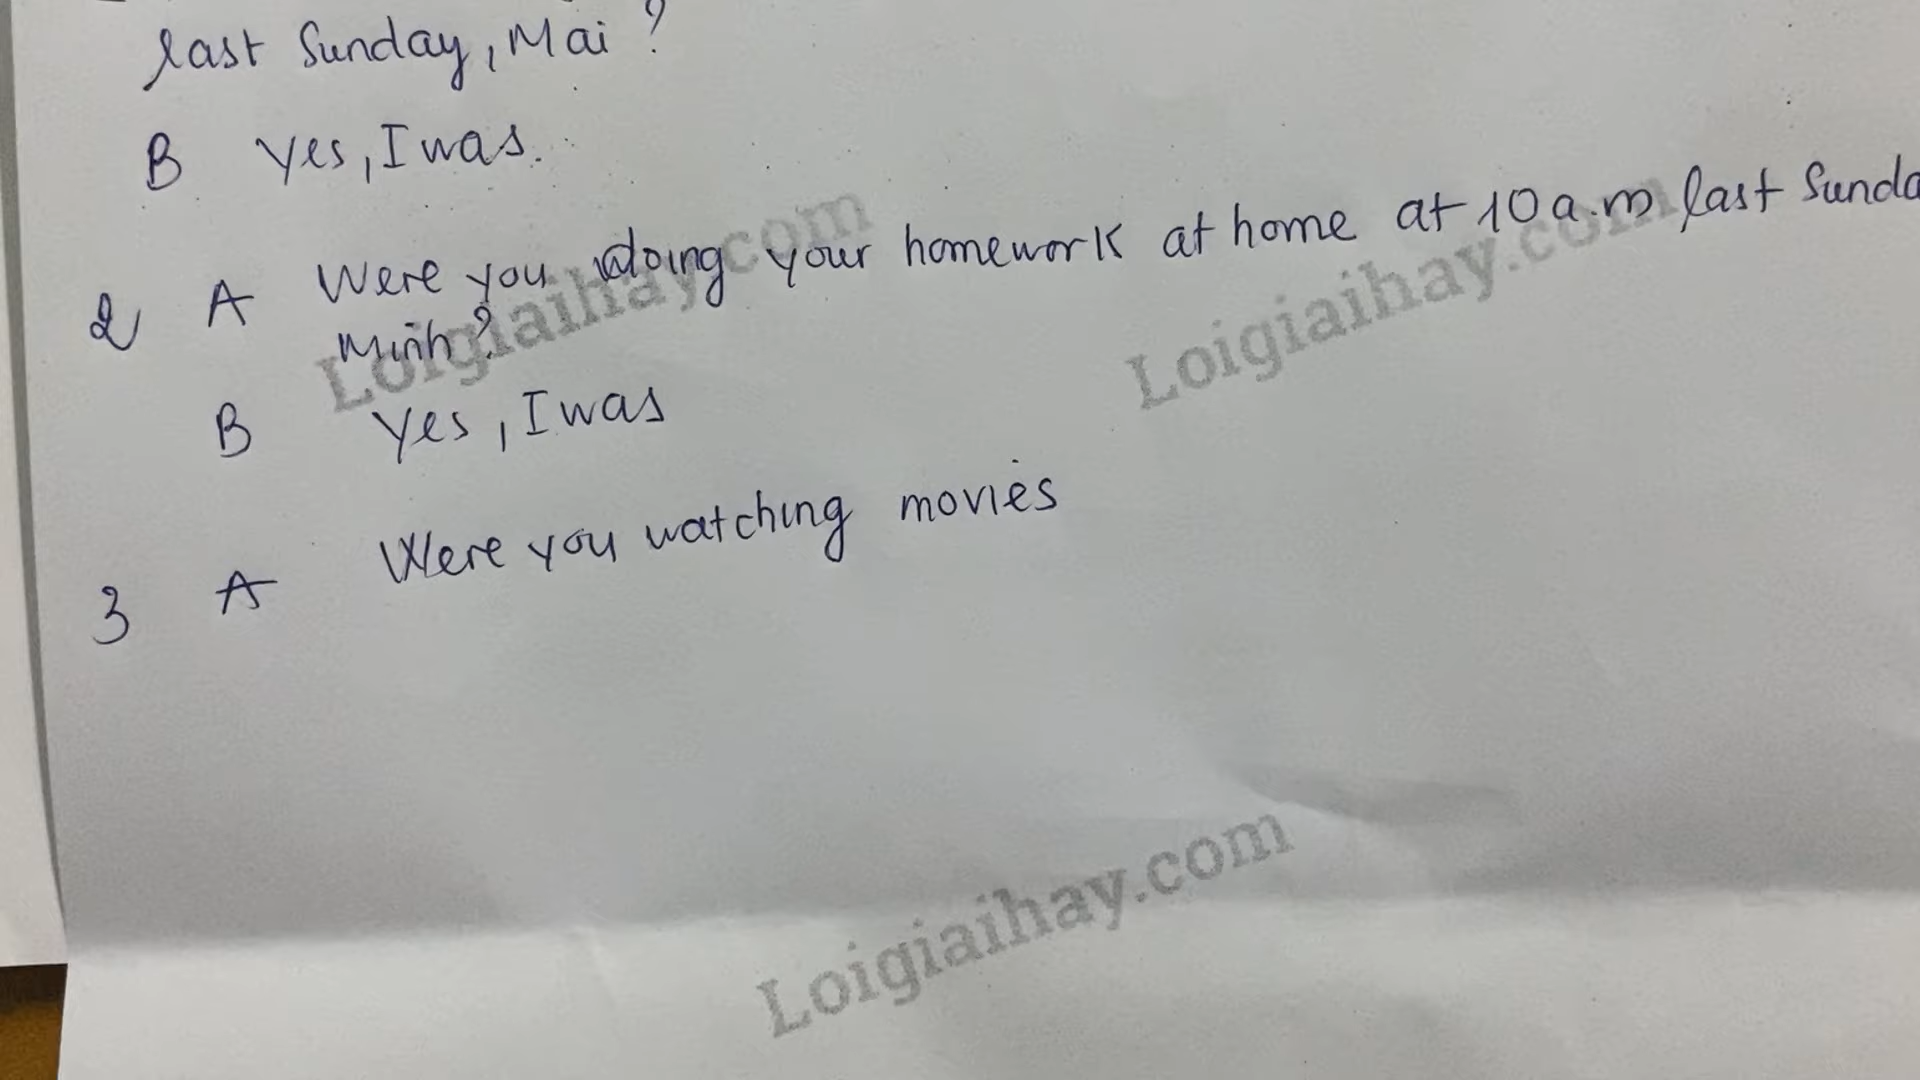 last Sunday, Mai?
B Yes, I was.
2 A Were you doing your homework at home at 10 a.m last Sunda
Minh?
B Yes, I was
3 A Were you watching movies
Loigiaihay.com
Loigiaihay.com
Loigiaihay.com